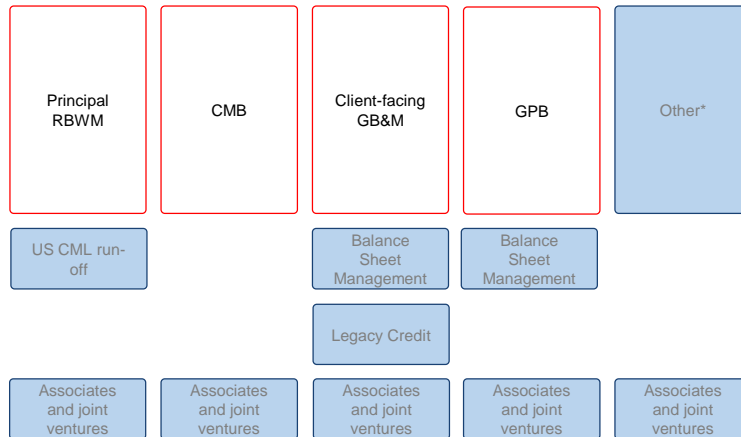 Principal
RBWM
CMB
Client-facing
GB&M
GPB
Other*
US CML run-
off
Balance
Sheet
Management
Balance
Sheet
Management
Legacy Credit
Associates
and joint
ventures
Associates
and joint
ventures
Associates
and joint
ventures
Associates
and joint
ventures
Associates
and joint
ventures